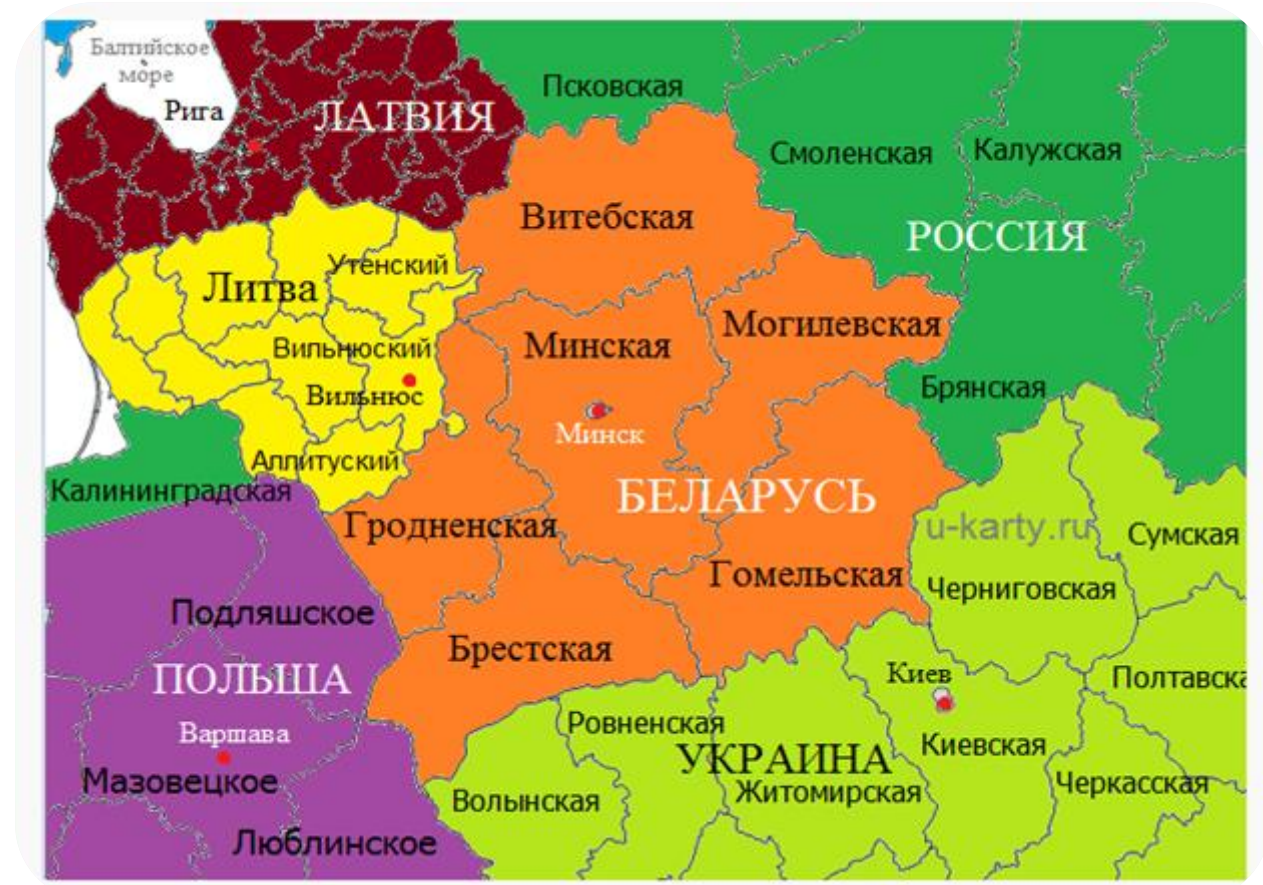 Балтийское
море
Рига
ЛАТВИЯ
Псковская
Смоленская
Калужская
РОССИЯ
Витебская
Утенский
Литва
Вильнюский
Вильнюс
Минская
Могилевская
Брянская
Минск
Аллитуский
Калининградская
БЕЛАРУСЬ
Гродненская
u-karty.ru
Сумская
Гомельская
Черниговская
Подляшское
Брестская
ПОЛЬША
Киев
Полтавска
Варшава
Ровненская
УКРАИНА
Киевская
Мазовецкое
Волынская
Житомирская
Черкасская
Люблинское